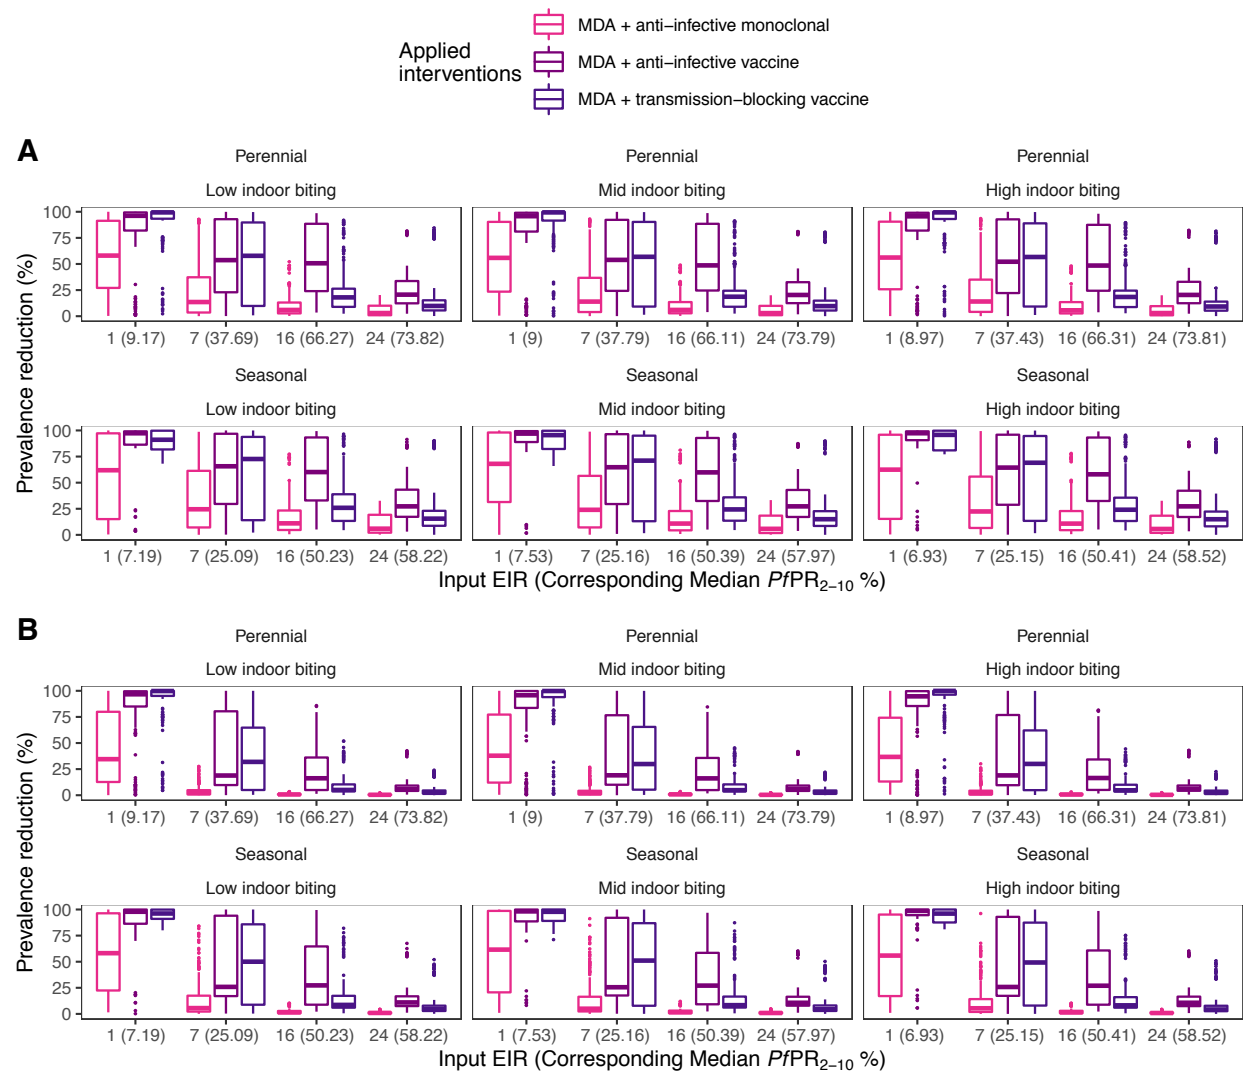 Applied
interventions
MDA + anti−infective monoclonal
MDA + anti−infective vaccine
MDA + transmission−blocking vaccine
A
Perennial Perennial Perennial
Low indoor biting Mid indoor biting High indoor biting
Prevalence reduction (%)
100
75
50
25
0
1 (9.17) 7 (37.69) 16 (66.27) 24 (73.82) 1 (9) 7 (37.79) 16 (66.11) 24 (73.79) 1 (8.97) 7 (37.43) 16 (66.31) 24 (73.81)
Seasonal Seasonal Seasonal
Low indoor biting Mid indoor biting High indoor biting
100
75
50
25
0
1 (7.19) 7 (25.09) 16 (50.23) 24 (58.22) 1 (7.53) 7 (25.16) 16 (50.39) 24 (57.97) 1 (6.93) 7 (25.15) 16 (50.41) 24 (58.52)
Input EIR (Corresponding Median PfPR2−10 %)
B
Perennial Perennial Perennial
Low indoor biting Mid indoor biting High indoor biting
Prevalence reduction (%)
100
75
50
25
0
1 (9.17) 7 (37.69) 16 (66.27) 24 (73.82) 1 (9) 7 (37.79) 16 (66.11) 24 (73.79) 1 (8.97) 7 (37.43) 16 (66.31) 24 (73.81)
Seasonal Seasonal Seasonal
Low indoor biting Mid indoor biting High indoor biting
100
75
50
25
0
1 (7.19) 7 (25.09) 16 (50.23) 24 (58.22) 1 (7.53) 7 (25.16) 16 (50.39) 24 (57.97) 1 (6.93) 7 (25.15) 16 (50.41) 24 (58.52)
Input EIR (Corresponding Median PfPR2−10 %)